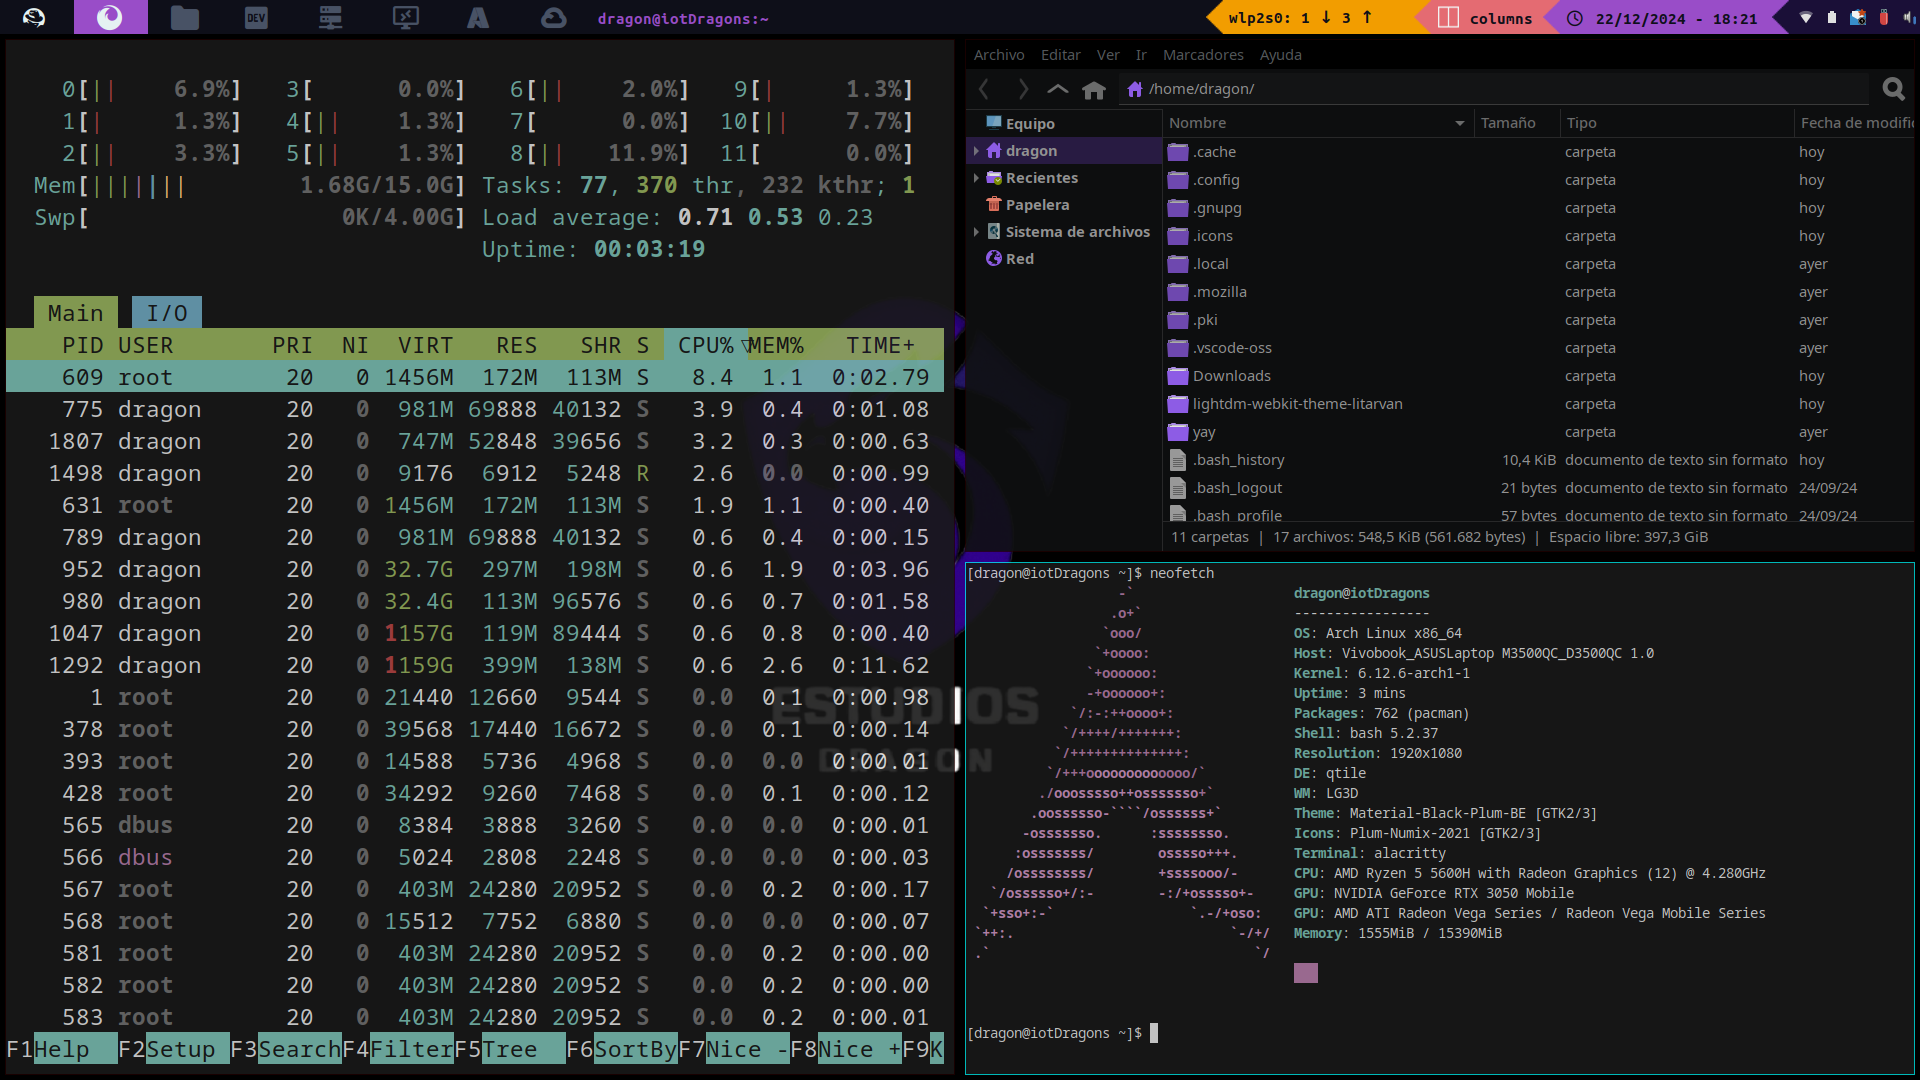 DEV
dragon@iotDragons:~
wlp2s0: 1 ↓ 3 ↑
columns
22/12/2024 - 18:21
0[|| 6.9%] 3[ 0.0%] 6[|| 2.0%] 9[| 1.3%]
1[| 1.3%] 4[|| 1.3%] 7[ 0.0%] 10[|| 7.7%]
2[|| 3.3%] 5[|| 1.3%] 8[|| 11.9%] 11[ 0.0%]
Mem[||||||| 1.68G/15.0G] Tasks: 77, 370 thr, 232 kthr; 1
Swp[ 0K/4.00G] Load average: 0.71 0.53 0.23
Uptime: 00:03:19
Main I/O
PID USER PRI NI VIRT RES SHR S CPU% ▽MEM% TIME+
609 root 20 0 1456M 172M 113M S 8.4 1.1 0:02.79
775 dragon 20 0 981M 69888 40132 S 3.9 0.4 0:01.08
1807 dragon 20 0 747M 52848 39656 S 3.2 0.3 0:00.63
1498 dragon 20 0 9176 6912 5248 R 2.6 0.0 0:00.99
631 root 20 0 1456M 172M 113M S 1.9 1.1 0:00.40
789 dragon 20 0 981M 69888 40132 S 0.6 0.4 0:00.15
952 dragon 20 0 32.7G 297M 198M S 0.6 1.9 0:03.96
980 dragon 20 0 32.4G 113M 96576 S 0.6 0.7 0:01.58
1047 dragon 20 0 1157G 119M 89444 S 0.6 0.8 0:00.40
1292 dragon 20 0 1159G 399M 138M S 0.6 2.6 0:11.62
1 root 20 0 21440 12660 9544 S 0.0 0.1 0:00.98
378 root 20 0 39568 17440 16672 S 0.0 0.1 0:00.14
393 root 20 0 14588 5736 4968 S 0.0 0.0 0:00.01
428 root 20 0 34292 9260 7468 S 0.0 0.1 0:00.12
565 dbus 20 0 8384 3888 3260 S 0.0 0.0 0:00.01
566 dbus 20 0 5024 2808 2248 S 0.0 0.0 0:00.03
567 root 20 0 403M 24280 20952 S 0.0 0.2 0:00.17
568 root 20 0 15512 7752 6880 S 0.0 0.0 0:00.07
581 root 20 0 403M 24280 20952 S 0.0 0.2 0:00.00
582 root 20 0 403M 24280 20952 S 0.0 0.2 0:00.00
583 root 20 0 403M 24280 20952 S 0.0 0.2 0:00.01
F1Help F2Setup F3SearchF4FilterF5Tree F6SortByF7Nice -F8Nice +F9K
ESTUDIOS
DRAGON
Archivo Editar Ver Ir Marcadores Ayuda
/home/dragon/
Equipo
dragon
Recientes
Papelera
Sistema de archivos
Red
Nombre Tamaño Tipo Fecha de modific
.cache carpeta hoy
.config carpeta hoy
.gnupg carpeta hoy
.icons carpeta hoy
.local carpeta ayer
.mozilla carpeta ayer
.pki carpeta ayer
.vscode-oss carpeta hoy
Downloads carpeta hoy
lightdm-webkit-theme-litarvan carpeta hoy
yay carpeta ayer
.bash_history 10,4 KiB documento de texto sin formato hoy
.bash_logout 21 bytes documento de texto sin formato 24/09/24
.bash_profile 57 bytes documento de texto sin formato 24/09/24
11 carpetas | 17 archivos: 548,5 KiB (561.682 bytes) | Espacio libre: 397,3 GiB
[dragon@iotDragons ~]$ neofetch
-`
.o+`
`ooo/
`+oooo:
`+oooooo:
-+oooooo+:
`/:-:++oooo+:
`/++++/+++++++:
`/++++++++++++++:
`/+++ooooooooooooo/`
./ooosssso++osssssso+`
.oossssso-````/ossssss+`
-osssssso. :ssssssso.
:osssssss/ osssso+++.
/ossssssss/ +ssssooo/-
`/ossssso+/:- -:/+osssso+-
`+sso+:-` `.-/+oso:
`++:. `-/+/
.` `/
dragon@iotDragons
-----------------
OS: Arch Linux x86_64
Host: Vivobook_ASUSLaptop M3500QC_D3500QC 1.0
Kernel: 6.12.6-arch1-1
Uptime: 3 mins
Packages: 762 (pacman)
Shell: bash 5.2.37
Resolution: 1920x1080
DE: qtile
WM: LG3D
Theme: Material-Black-Plum-BE [GTK2/3]
Icons: Plum-Numix-2021 [GTK2/3]
Terminal: alacritty
CPU: AMD Ryzen 5 5600H with Radeon Graphics (12) @ 4.280GHz
GPU: NVIDIA GeForce RTX 3050 Mobile
GPU: AMD ATI Radeon Vega Series / Radeon Vega Mobile Series
Memory: 1555MiB / 15390MiB
[dragon@iotDragons ~]$